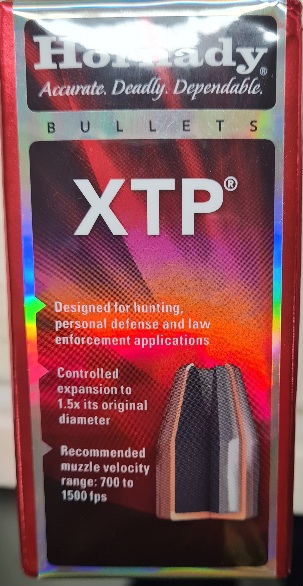 Hornady®
Accurate. Deadly. Dependable.
BULLETS
XTP®
Designed for hunting,
personal defense and law
enforcement applications
Controlled
expansion to
1.5x its original
diameter
Recommended
muzzle velocity
range: 700 to
1500 fps